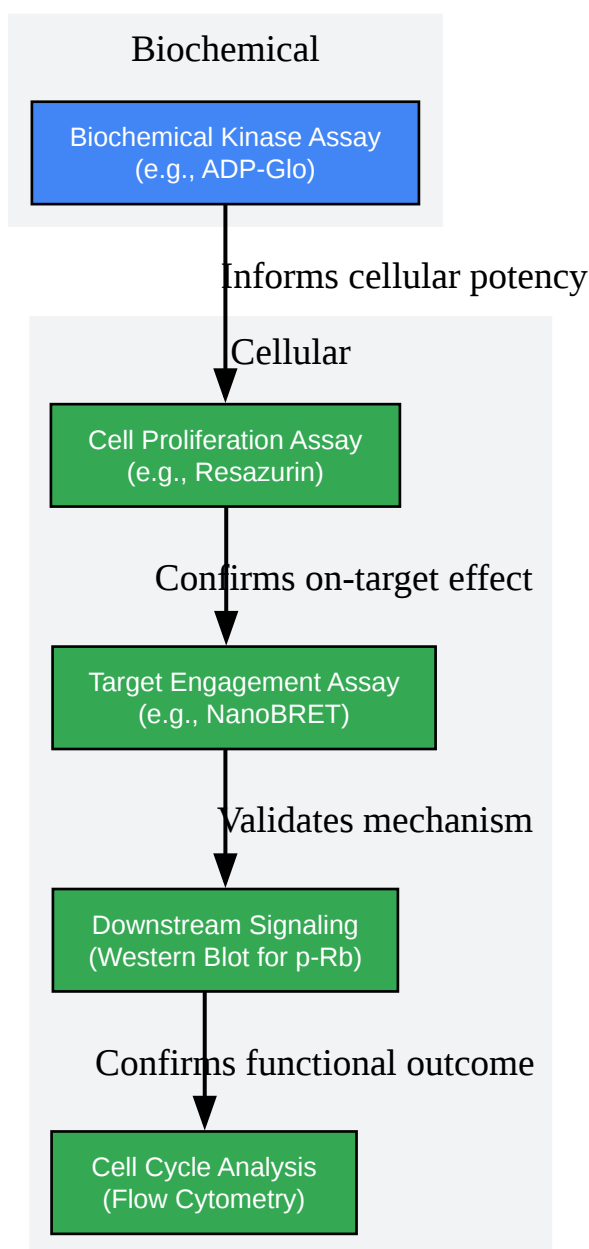 Biochemical
Biochemical Kinase Assay
(e.g., ADP-Glo)
Informs cellular potency
Cellular
Cell Proliferation Assay
(e.g., Resazurin)
Confirms on-target effect
Target Engagement Assay
(e.g., NanoBRET)
Validates mechanism
Downstream Signaling
(Western Blot for p-Rb)
Confirms functional outcome
Cell Cycle Analysis
(Flow Cytometry)